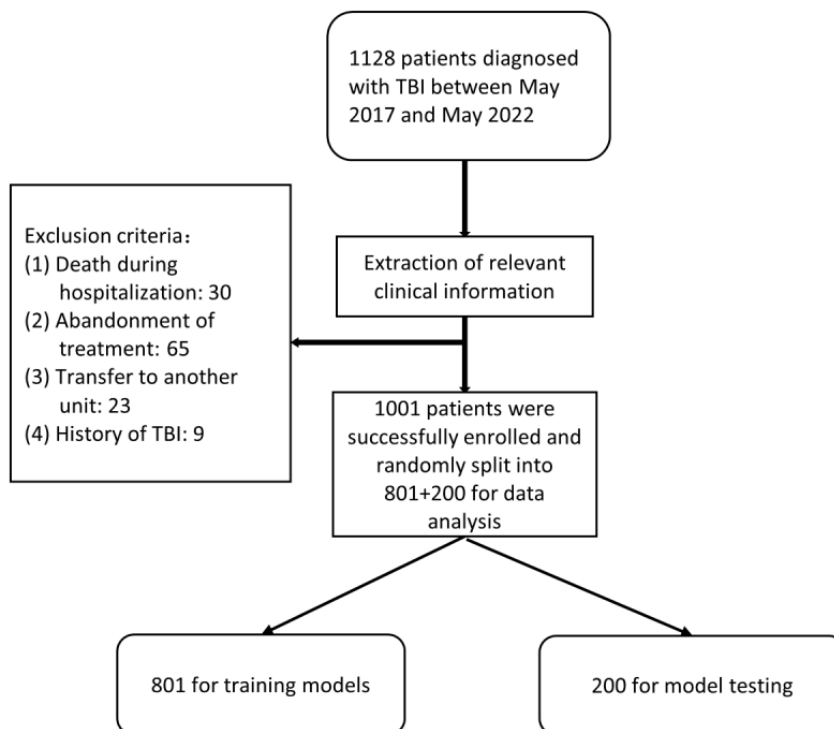 1128 patients diagnosed
with TBI between May
2017 and May 2022
Extraction of relevant
clinical information
Exclusion criteria：
(1) Death during
hospitalization: 30
(2) Abandonment of
treatment: 65
(3) Transfer to another
unit: 23
(4) History of TBI: 9
1001 patients were
successfully enrolled and
randomly split into
801+200 for data
analysis
801 for training models
200 for model testing